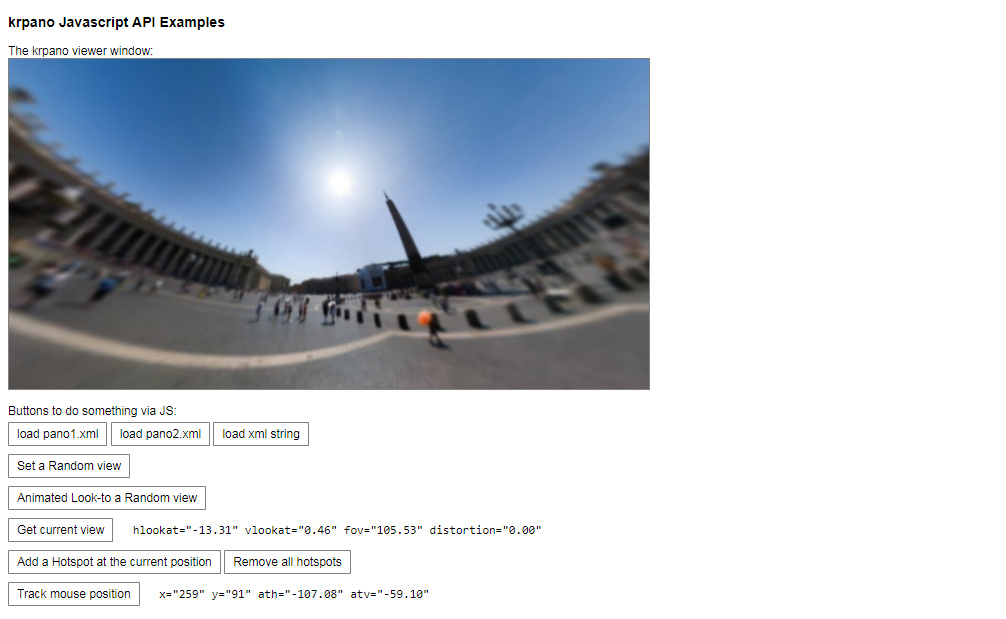 krpano Javascript API Examples
The krpano viewer window:
Buttons to do something via JS:
load pano1.xml load pano2.xml load xml string
Set a Random view
Animated Look-to a Random view
Get current view hlookat="-13.31" vlookat="0.46" fov="105.53" distortion="0.00"
Add a Hotspot at the current position Remove all hotspots
Track mouse position x="259" y="91" ath="-107.08" atv="-59.10"